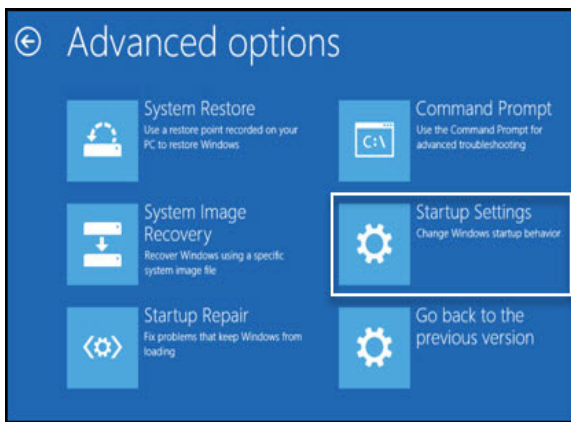 Advanced options
System Restore
Use a restore point recorded on your
PC to restore Windows
Command Prompt
Use the Command Prompt for
advanced troubleshooting
C:\
System Image
Recovery
Recover Windows using a specific
system image file
Startup Settings
Change Windows startup behavior
Startup Repair
Fix problems that keep Windows from
loading
Go back to the
previous version